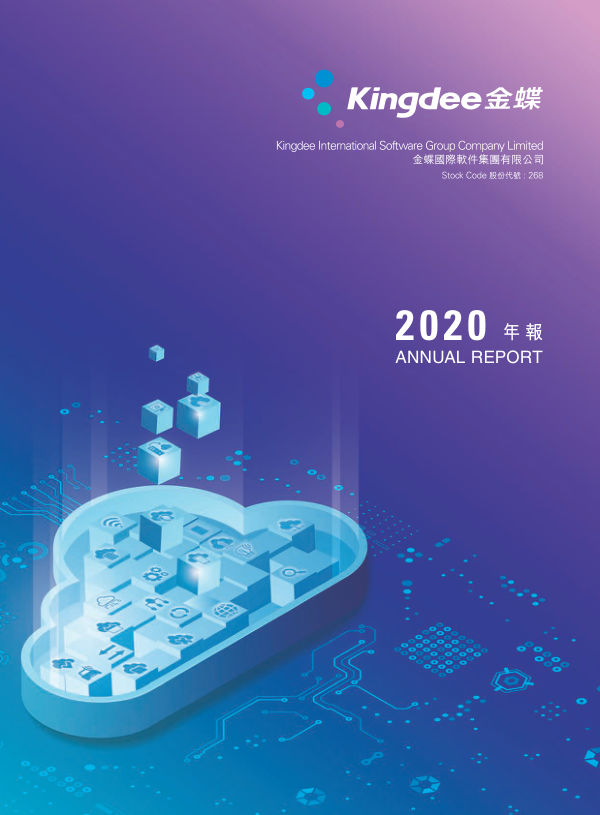 Kingdee金蝶
Kingdee International Software Group Company Limited
金蝶國際軟件集團有限公司
Stock Code 股份代號 : 268
2020 年報
ANNUAL REPORT